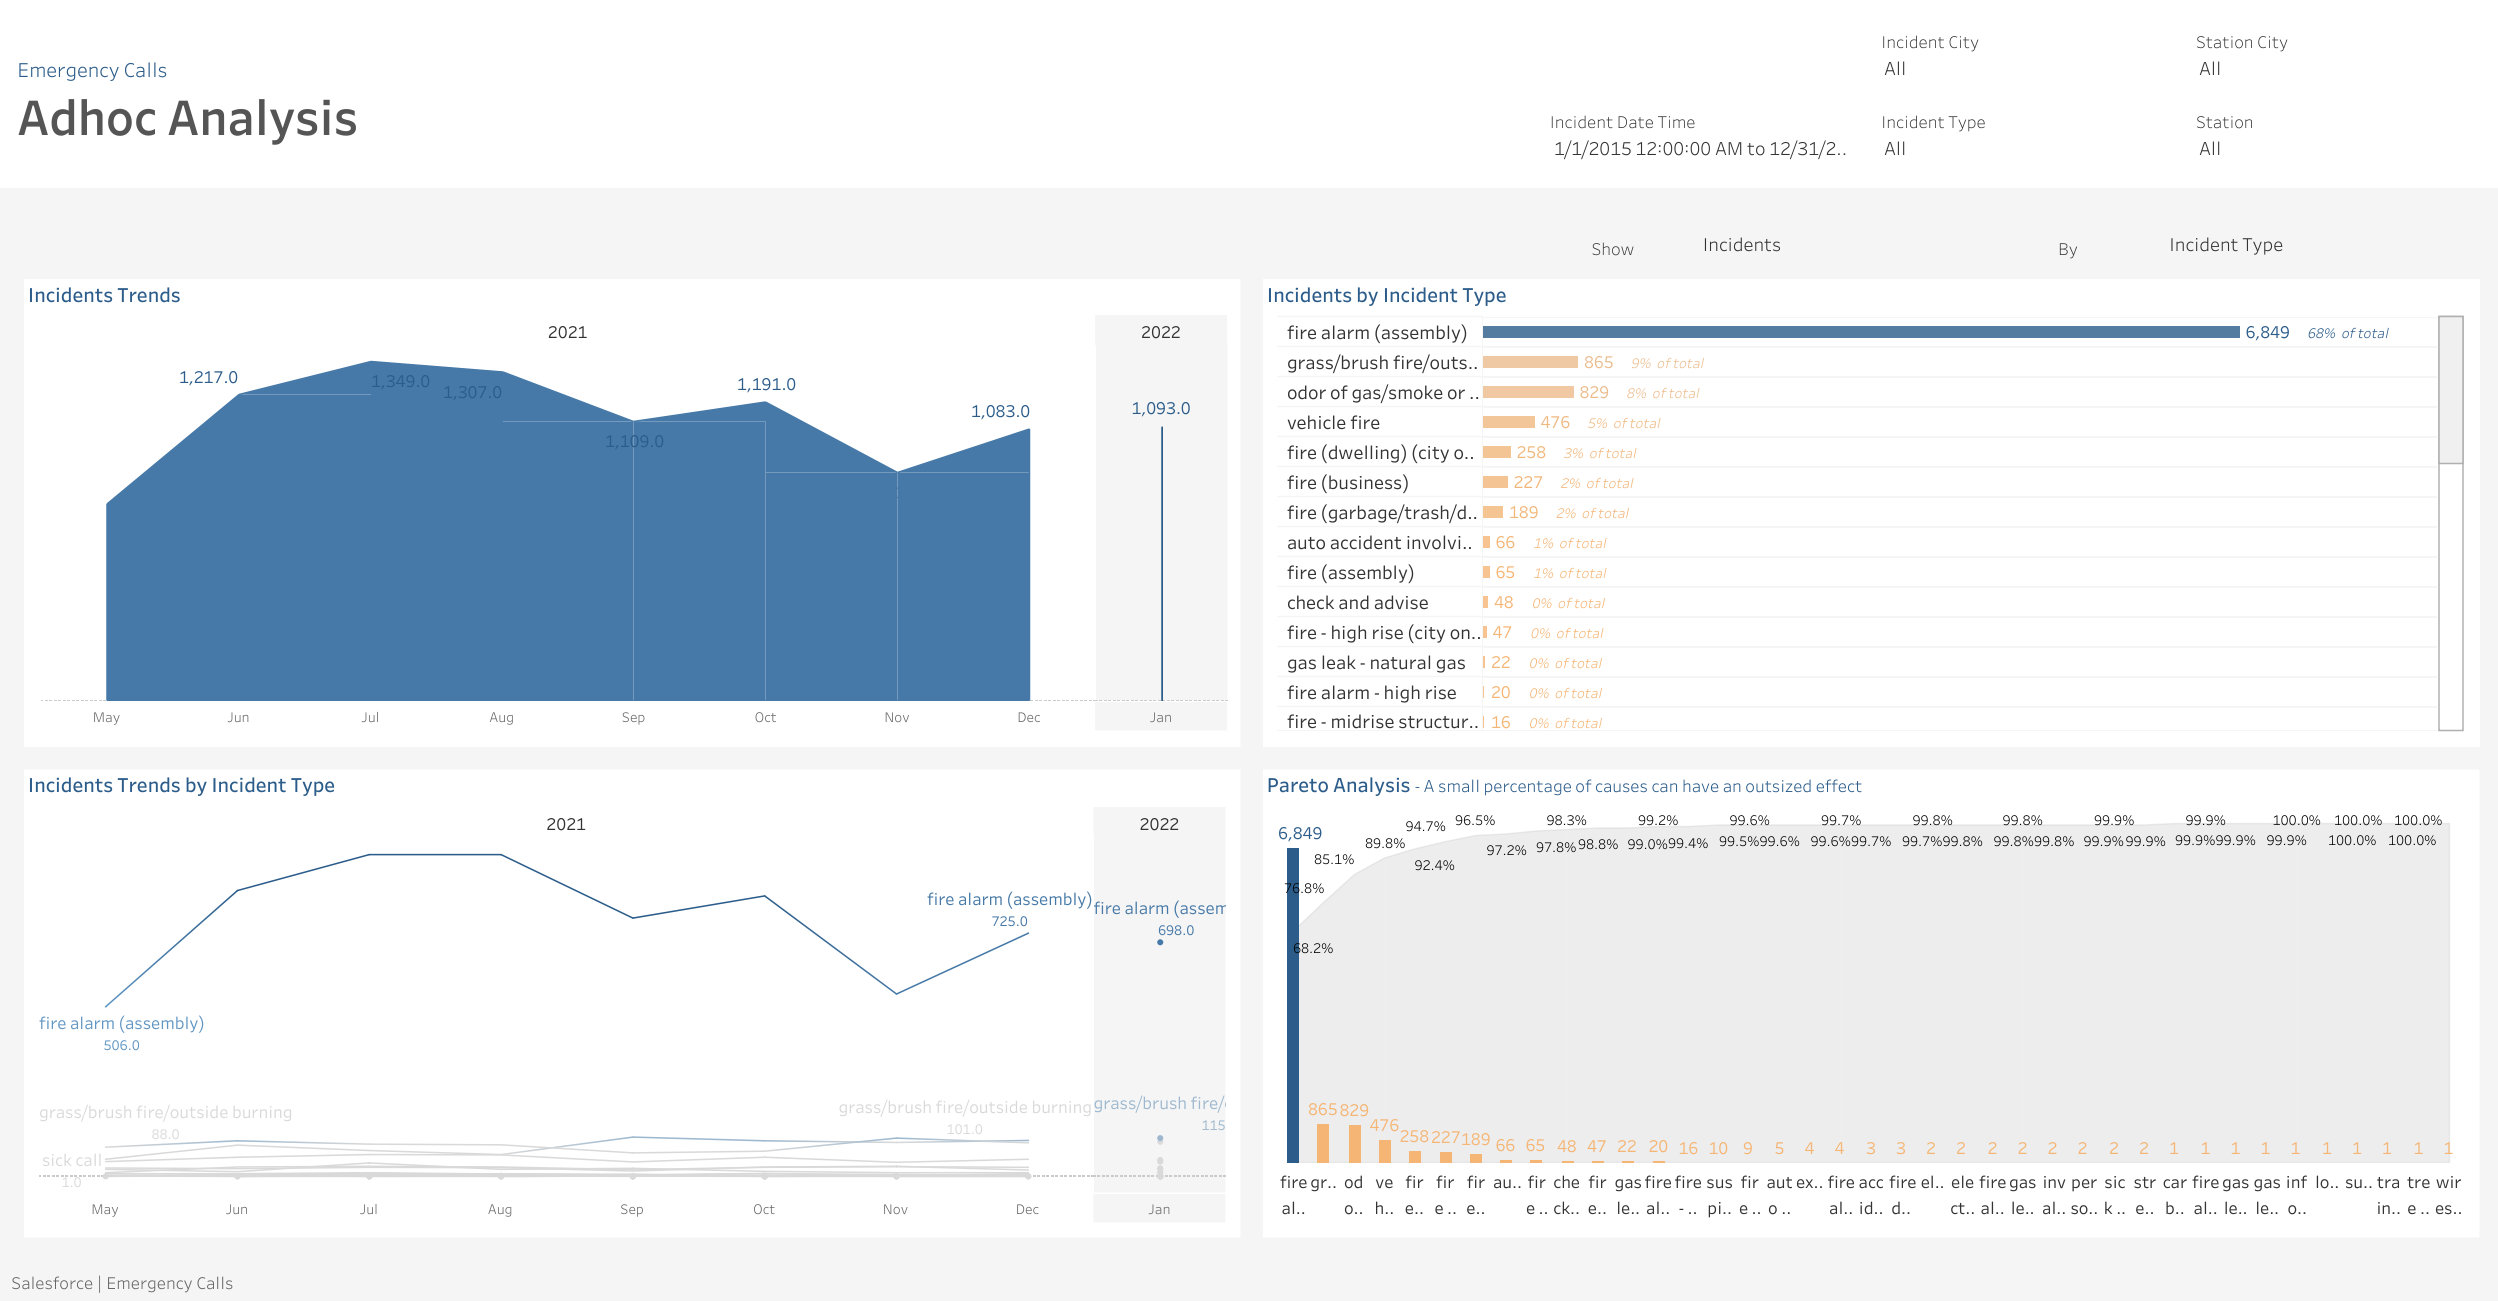 Emergency Calls
Adhoc Analysis
Incident City
All
Station City
All
Incident Date Time
1/1/2015 12:00:00 AM to 12/31/2..
Incident Type
All
Station
All
Show
Incidents
By
Incident Type
Incidents Trends
2021
2022
1,217.0
1,349.0
1,307.0
1,109.0
1,191.0
1,083.0
1,093.0
May Jun Jul Aug Sep Oct Nov Dec Jan
Incidents by Incident Type
fire alarm (assembly) 6,849 68% of total
grass/brush fire/outs.. 865 9% of total
odor of gas/smoke or .. 829 8% of total
vehicle fire 476 5% of total
fire (dwelling) (city o.. 258 3% of total
fire (business) 227 2% of total
fire (garbage/trash/d.. 189 2% of total
auto accident involvi.. 66 1% of total
fire (assembly) 65 1% of total
check and advise 48 0% of total
fire - high rise (city on.. 47 0% of total
gas leak - natural gas 22 0% of total
fire alarm - high rise 20 0% of total
fire - midrise structur.. 16 0% of total
Incidents Trends by Incident Type
2021
2022
fire alarm (assembly)
725.0
fire alarm (assem
698.0
fire alarm (assembly)
506.0
grass/brush fire/outside burning
88.0
grass/brush fire/outside burning
101.0
grass/brush fire/
115
sick call
1.0
May Jun Jul Aug Sep Oct Nov Dec Jan
Pareto Analysis - A small percentage of causes can have an outsized effect
6,849
68.2%
76.8%
85.1%
89.8%
92.4%
94.7% 96.5% 98.3% 99.2% 99.6% 99.7% 99.8% 99.8% 99.9% 99.9% 100.0% 100.0% 100.0%
97.2% 97.8% 98.8% 99.0% 99.4% 99.5% 99.6% 99.6% 99.7% 99.7% 99.8% 99.8% 99.8% 99.9% 99.9% 99.9% 99.9% 99.9% 100.0% 100.0%
865 829 476 258 227 189 66 65 48 47 22 20 16 10 9 5 4 4 3 3 2 2 2 2 2 2 2 2 1 1 1 1 1 1 1 1 1 1
fire gr.. od ve fir fir fir au.. fir che fir gas fire fire sus fir aut ex.. fire acc fire el.. ele fire gas inv per sic str car fire gas gas inf lo.. su.. tra tre wir
al.. o.. h.. e.. e .. e.. e .. ck.. e.. le.. al.. - .. pi.. e .. o .. al.. id.. d.. ct.. al.. le.. al.. so.. k .. e.. b.. al.. le.. le.. o.. in.. e .. es..
Salesforce | Emergency Calls